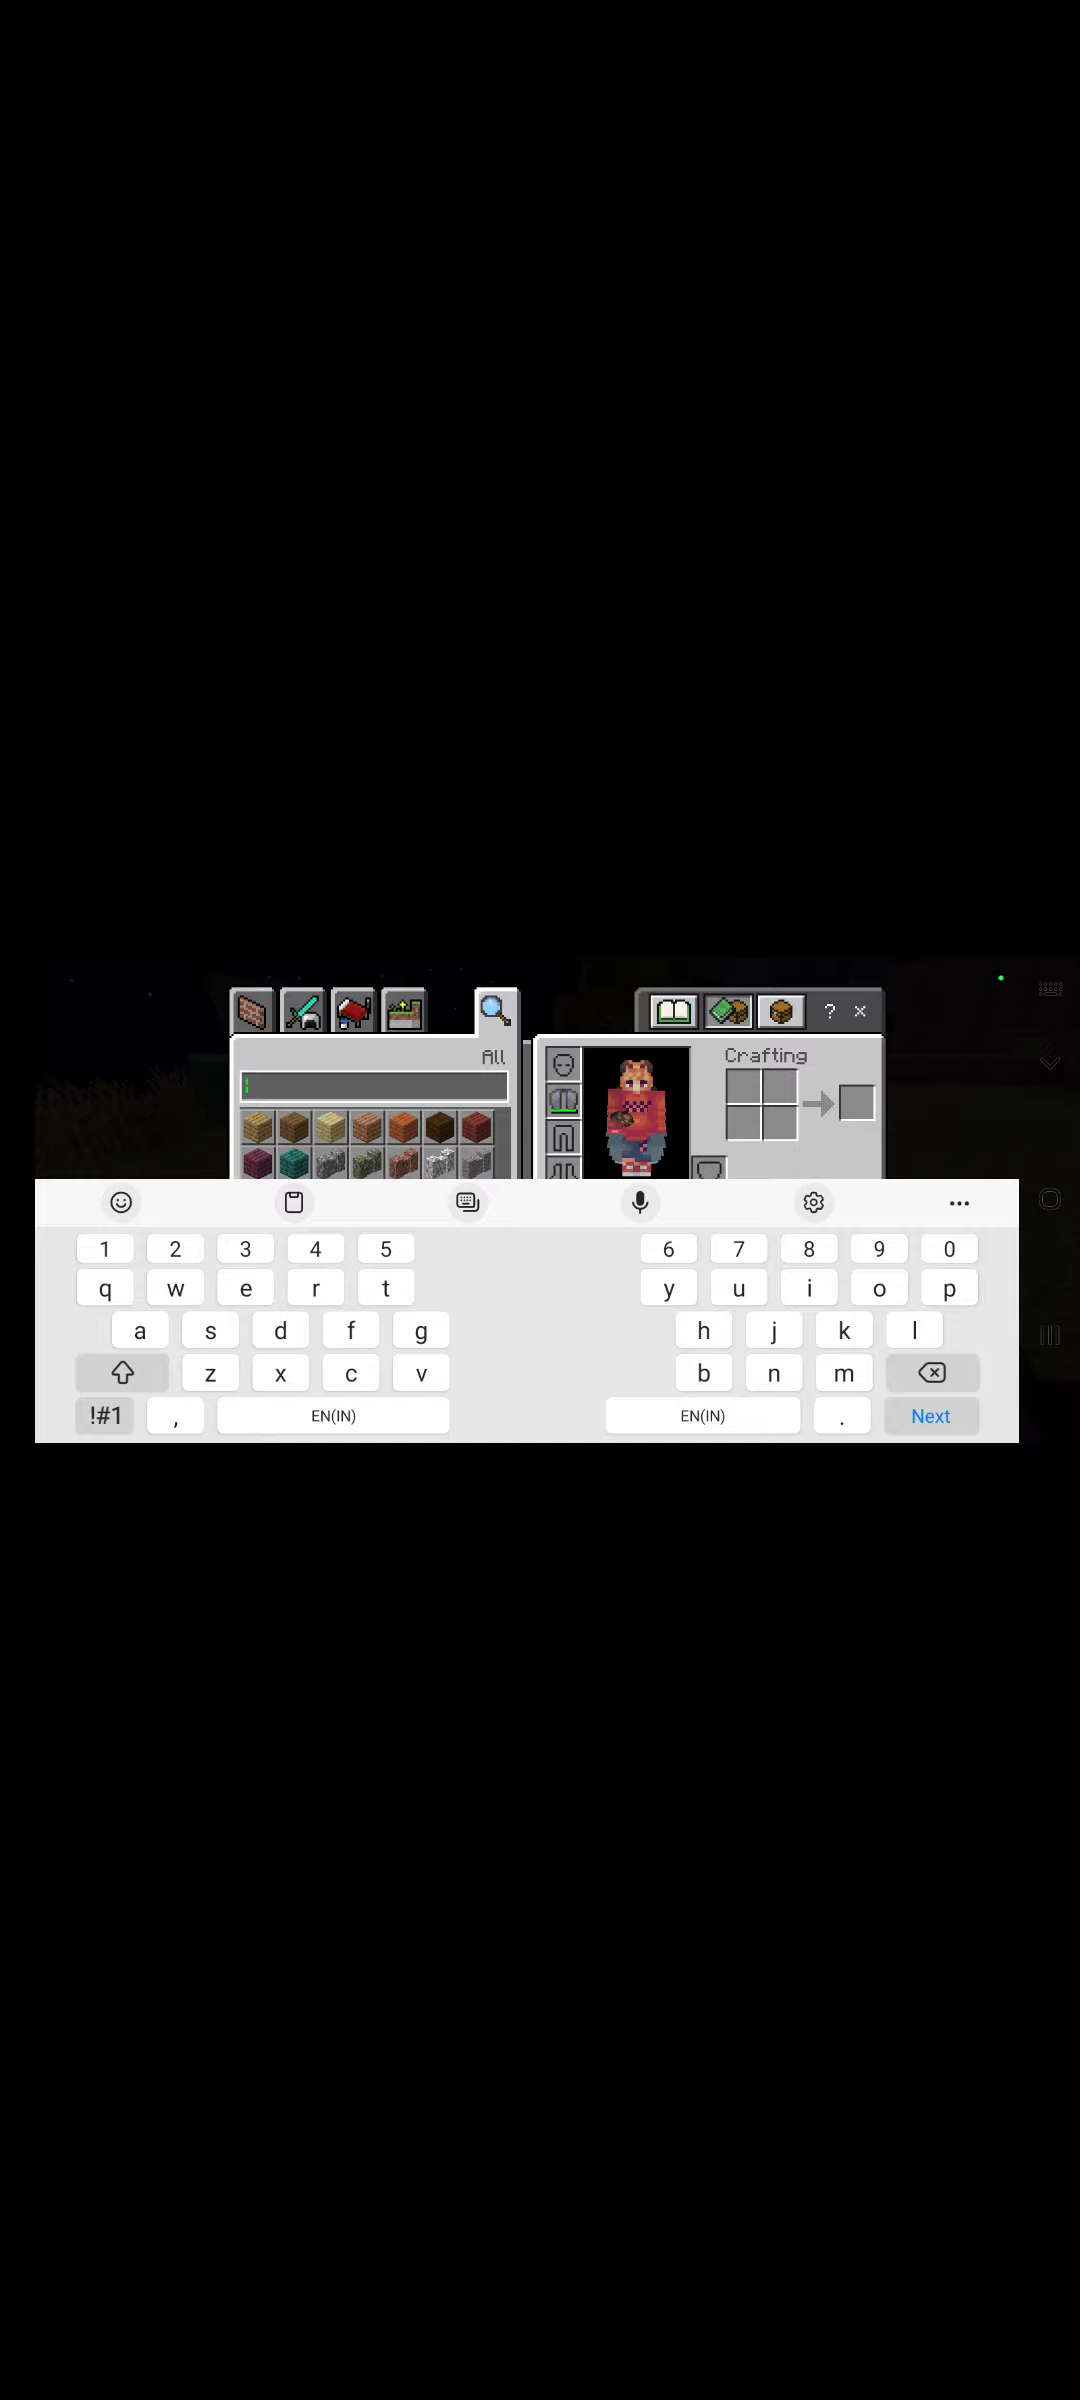 ? ×
All
Crafting
1 2 3 4 5 6 7 8 9 0
q w e r t y u i o p
a s d f g h j k l
z x c v b n m
!#1 , EN(IN) EN(IN) . Next